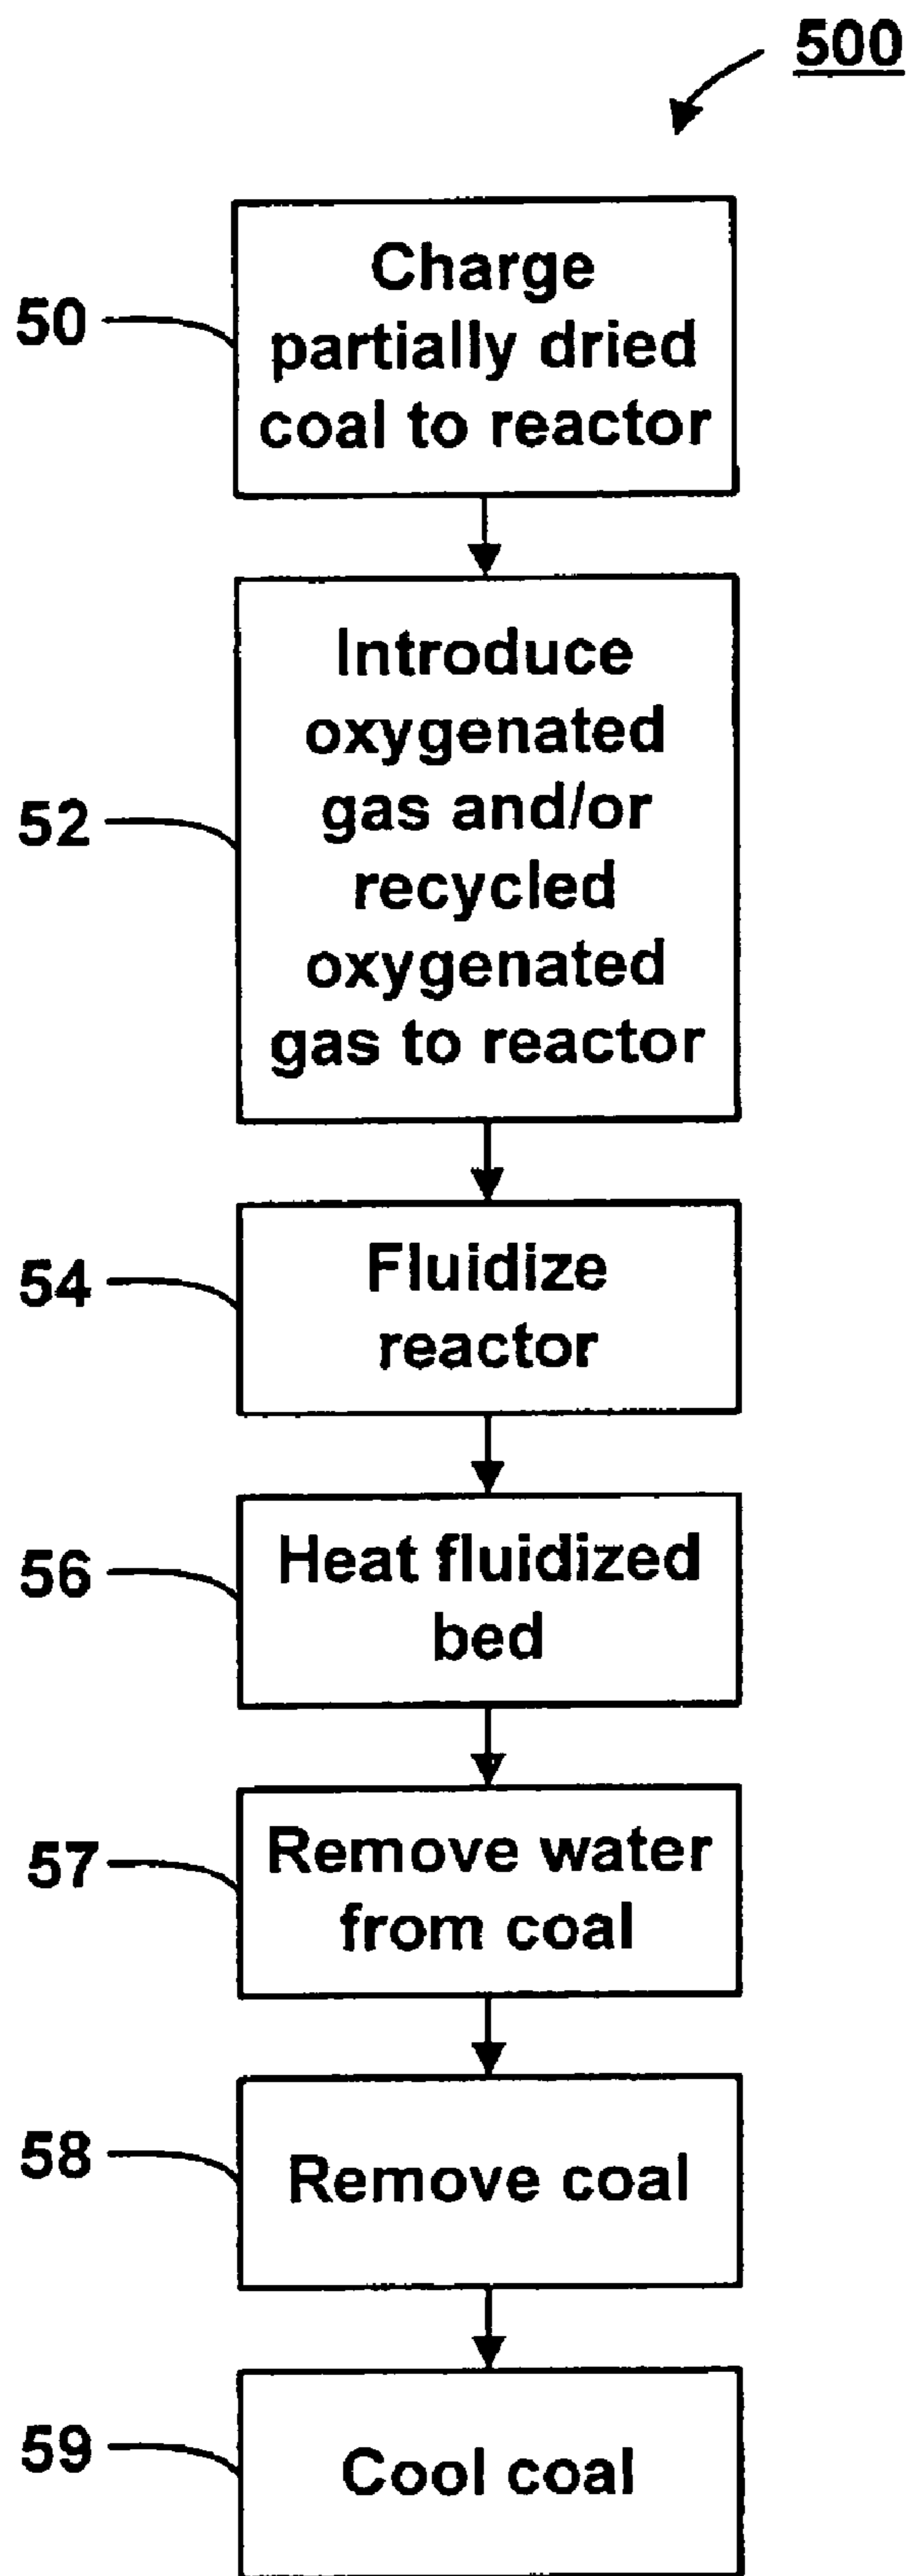 500
50
Charge
partially dried
coal to reactor
52
Introduce
oxygenated
gas and/or
recycled
oxygenated
gas to reactor
54
Fluidize
reactor
56
Heat fluidized
bed
57
Remove water
from coal
58
Remove coal
59
Cool coal